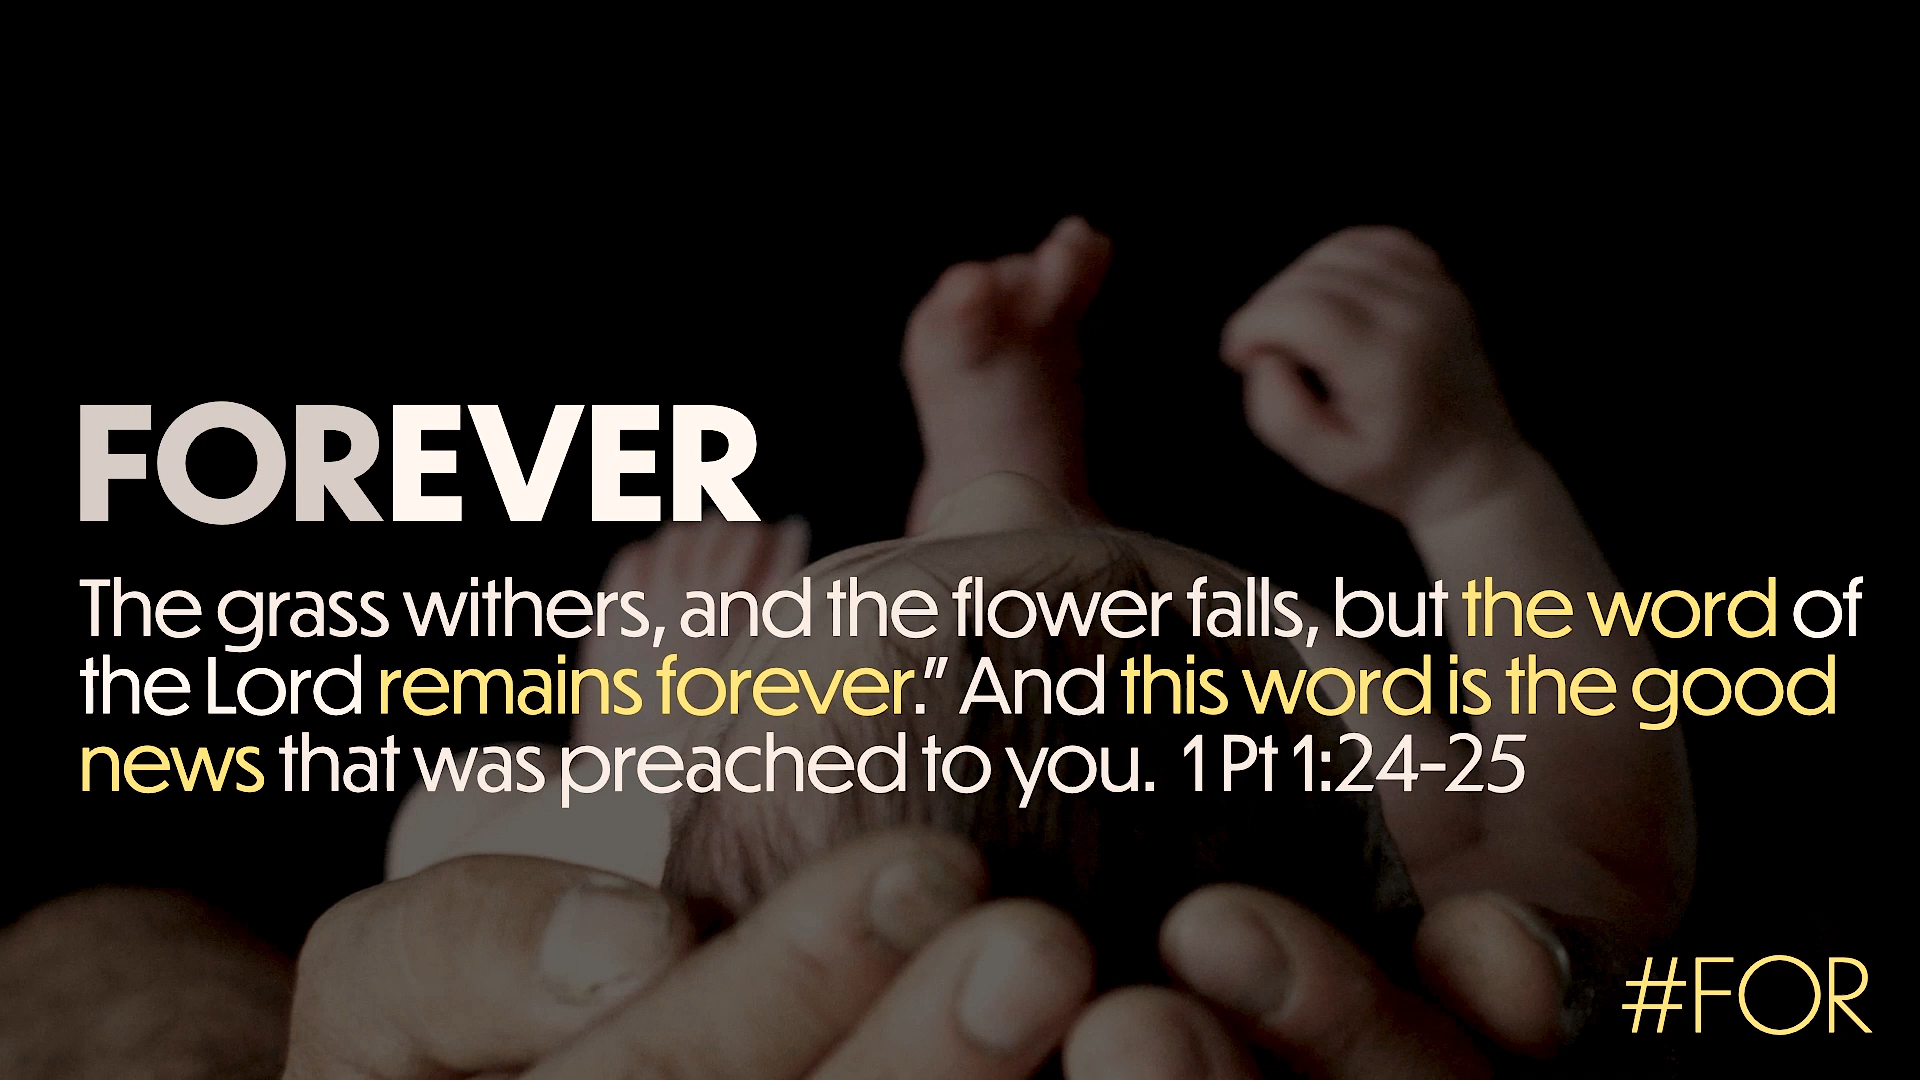 FOREVER
The grass withers, and the flower falls, but the word of
the Lord remains forever.” And this word is the good
news that was preached to you. 1 Pt 1:24-25
#FOR